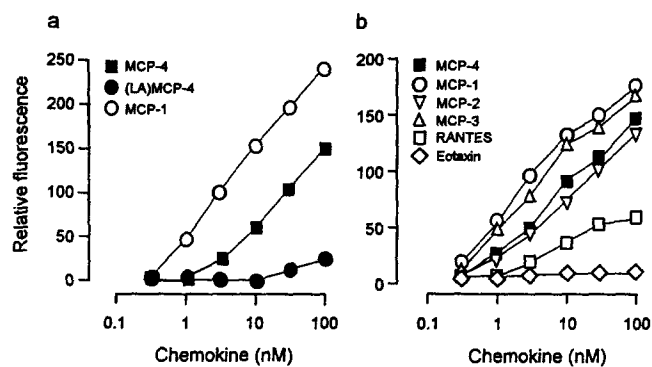 a
Relative fluorescence
250
200
150
100
50
0
MCP-4
(LA)MCP-4
MCP-1
0.1 1 10 100
Chemokine (nM)
b
200
150
100
50
0
MCP-4
MCP-1
MCP-2
MCP-3
RANTES
Eotaxin
0.1 1 10 100
Chemokine (nM)